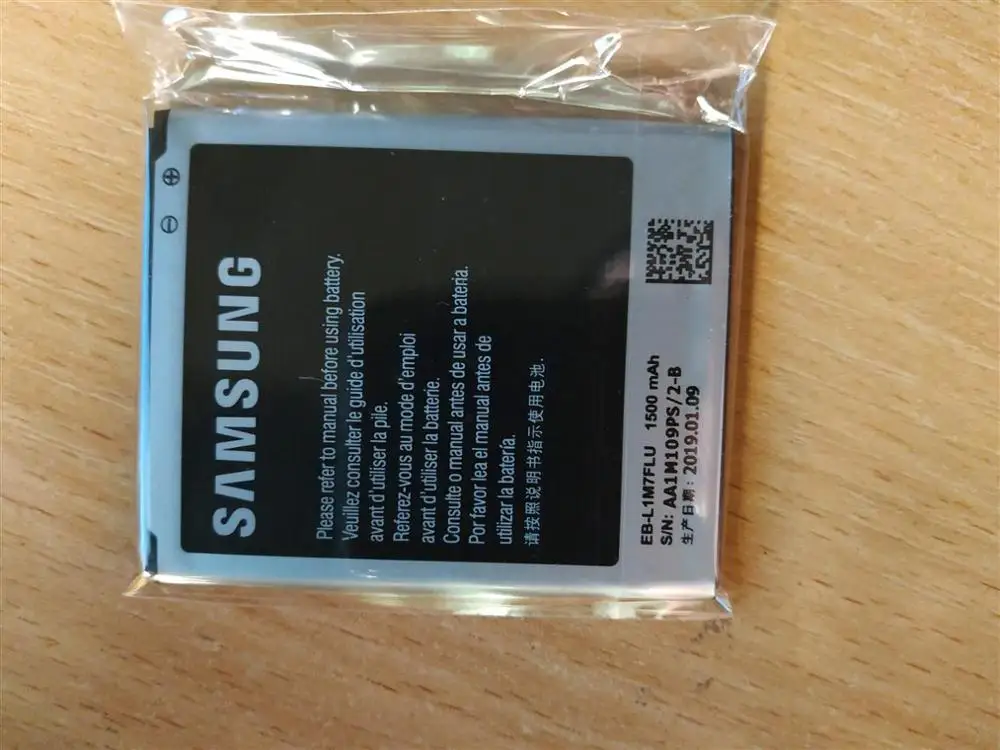 SAMSUNG
Please refer to manual before using battery.
Veuillez consulter le guide d'utilisation
avant d'utiliser la pile.
Referez-vous au mode d'emploi
avant d'utiliser la batterie.
Consulte o manual antes de usar a bateria.
Por favor lea el manual antes de
utilizar la batería.
请按照说明书指示使用电池.
EB-L1M7FLU 1500 mAh
S/N: AA1M109PS/2-B
生产日期: 2019.01.09